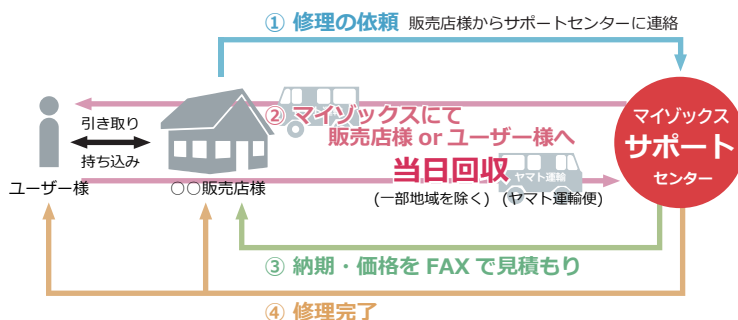 ① 修理の依頼 販売店様からサポートセンターに連絡
② マイゾックスにて
販売店様 or ユーザー様へ
当日回収
(一部地域を除く) (ヤマト運輸便)
ヤマト運輸
引き取り
持ち込み
ユーザー様
〇〇販売店様
マイゾックス
サポート
センター
③ 納期・価格を FAX で見積もり
④ 修理完了